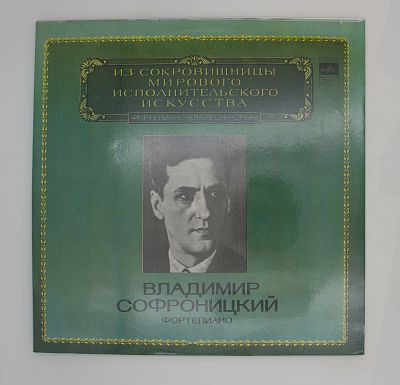 ИЗ СОКРОВИЩНИЦЫ
МИРОВОГО
ИСПОЛНИТЕЛЬСКОГО
ИСКУССТВА
ВЛАДИМИР
СОФРОНИЦКИЙ
ФОРТЕПИАНО